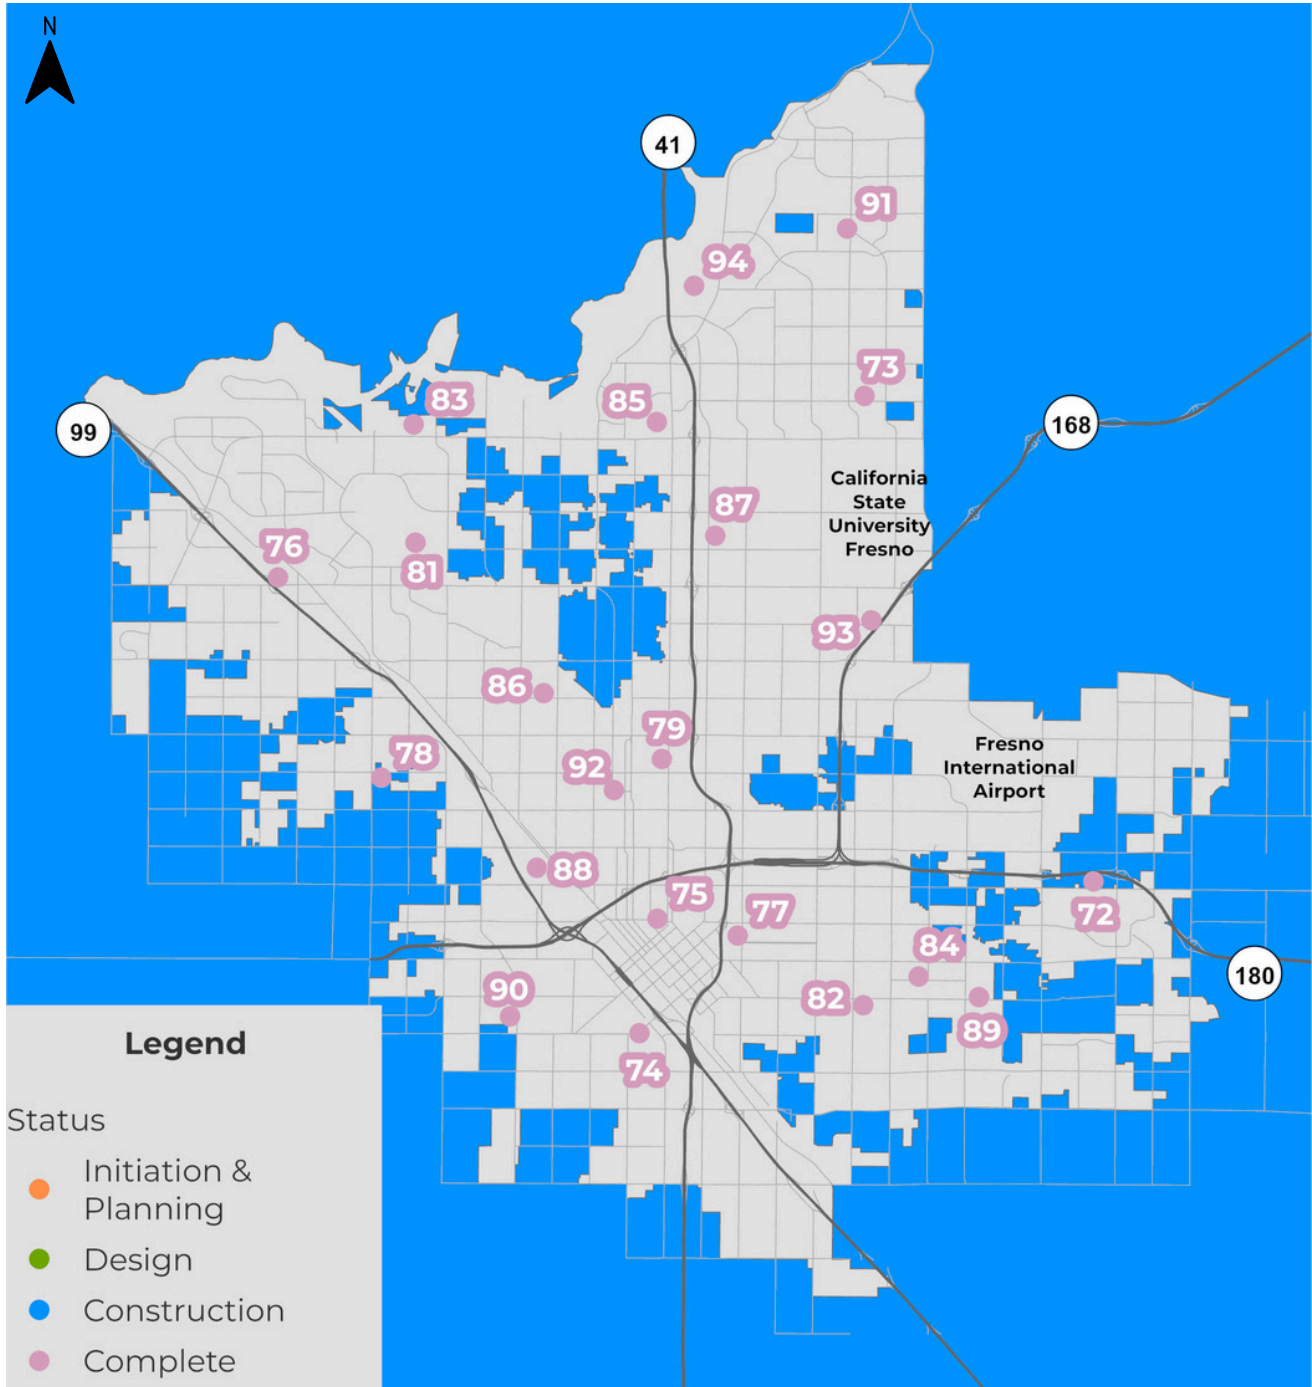 N
41
91
94
73
83
85
99
168
California
State
University
Fresno
87
76
81
93
86
79
Fresno
International
Airport
78
92
88
75
77
72
84
180
90
82
89
74
Legend
Status
Initiation &
Planning
Design
Construction
Complete